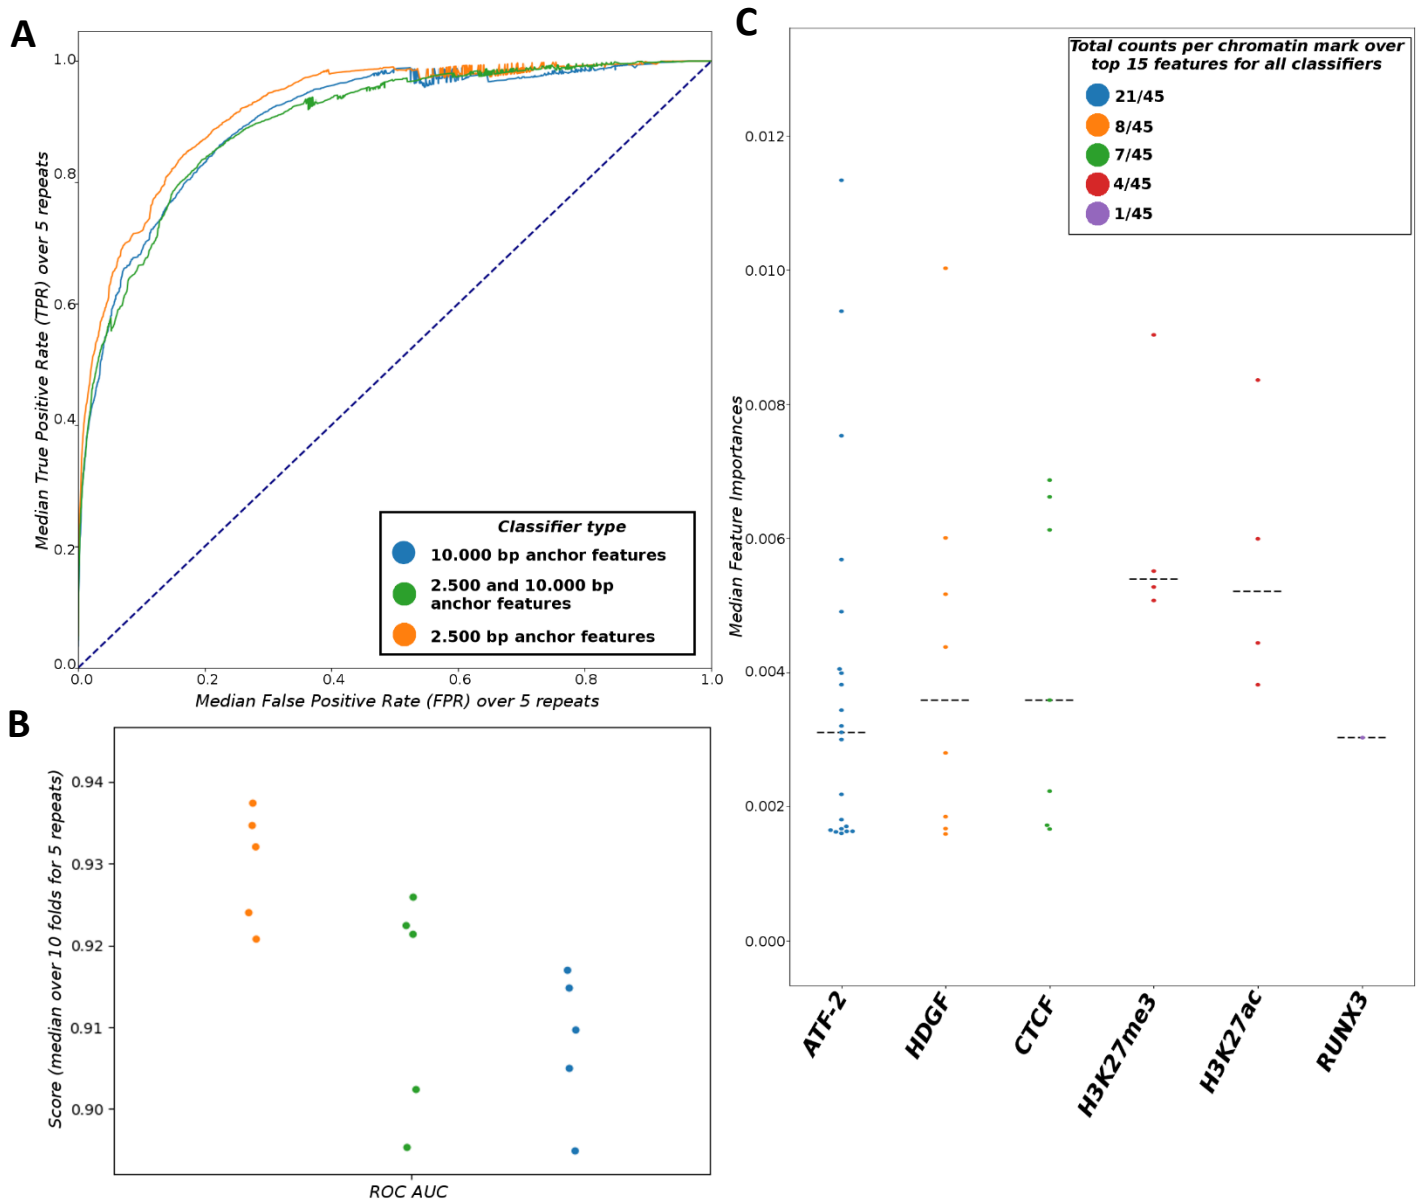 A
Median True Positive Rate (TPR) over 5 repeats
1.0
0.8
0.6
0.4
0.2
0.0
0.0
0.2
0.4
0.6
0.8
1.0
Median False Positive Rate (FPR) over 5 repeats
Classifier type
10.000 bp anchor features
2.500 and 10.000 bp
anchor features
2.500 bp anchor features
B
Score (median over 10 folds for 5 repeats)
0.94
0.93
0.92
0.91
0.90
ROC AUC
C
Median Feature Importances
0.012
0.010
0.008
0.006
0.004
0.002
0.000
Total counts per chromatin mark over
top 15 features for all classifiers
21/45
8/45
7/45
4/45
1/45
ATF-2
HDGF
CTCF
H3K27me3
H3K27ac
RUNX3